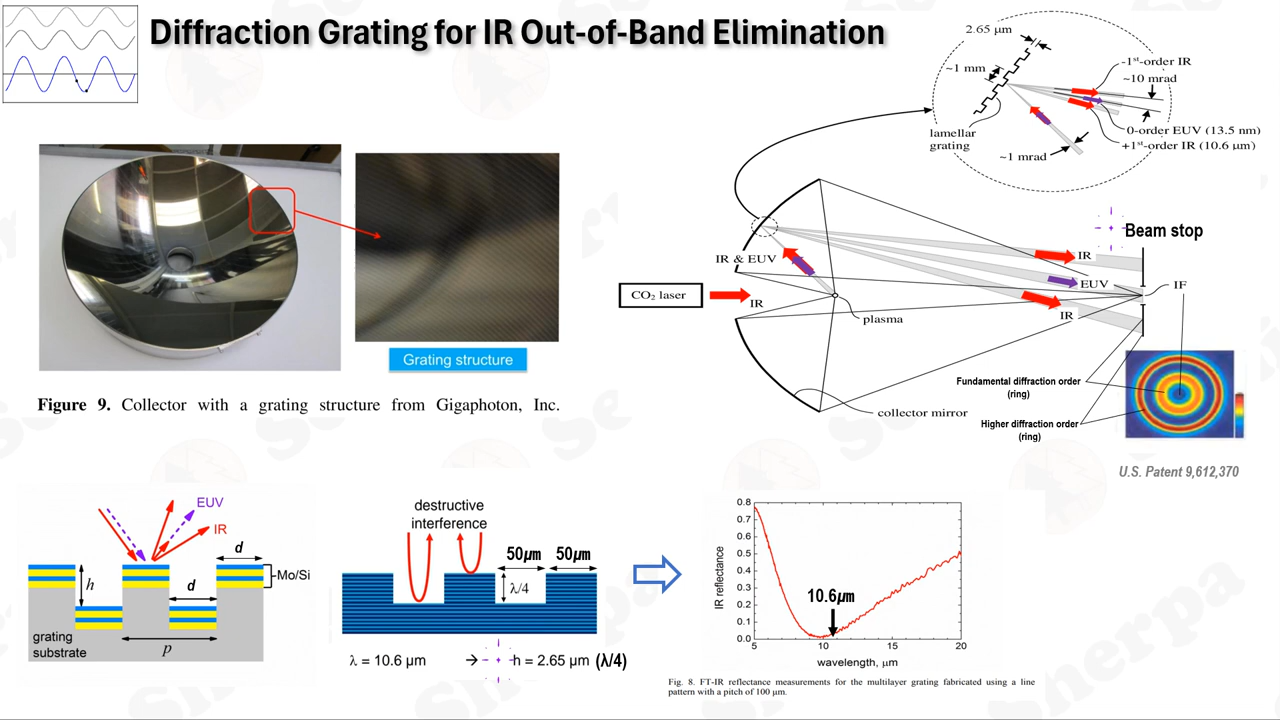 Diffraction Grating for IR Out-of-Band Elimination
2.65 µm
~1 mm
lamellar
grating
~1 mrad
-1st-order IR
~10 mrad
0-order EUV (13.5 nm)
+1st-order IR (10.6 µm)
Grating structure
Figure 9. Collector with a grating structure from Gigaphoton, Inc.
IR & EUV
CO2 laser
IR
plasma
collector mirror
IR
EUV
IR
Beam stop
IF
Fundamental diffraction order
(ring)
Higher diffraction order
(ring)
U.S. Patent 9,612,370
EUV
IR
d
h
d
Mo/Si
grating
substrate
p
destructive
interference
50µm 50µm
λ/4
λ = 10.6 µm → h = 2.65 µm (λ/4)
IR reflectance
0.8
0.7
0.6
0.5
0.4
0.3
0.2
0.1
0.0
10.6µm
5 10 15 20
wavelength, µm
Fig. 8. FT-IR reflectance measurements for the multilayer grating fabricated using a line
pattern with a pitch of 100 µm.
Sherpa